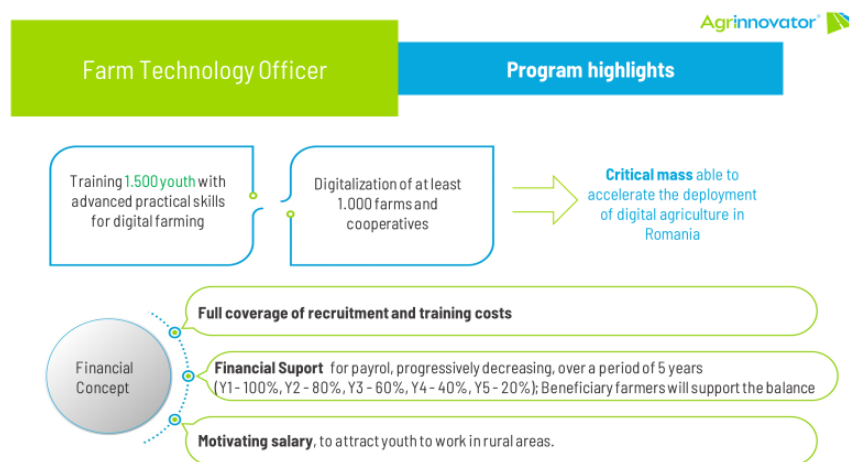 Agrinnovator®
Farm Technology Officer
Program highlights
Training 1.500 youth with
advanced practical skills
for digital farming
Digitalization of at least
1.000 farms and
cooperatives
Critical mass able to
accelerate the deployment
of digital agriculture in
Romania
Financial
Concept
Full coverage of recruitment and training costs
Financial Suport for payrol, progressively decreasing, over a period of 5 years
(Y1 - 100%, Y2 - 80%, Y3 - 60%, Y4 - 40%, Y5 - 20%); Beneficiary farmers will support the balance
Motivating salary, to attract youth to work in rural areas.